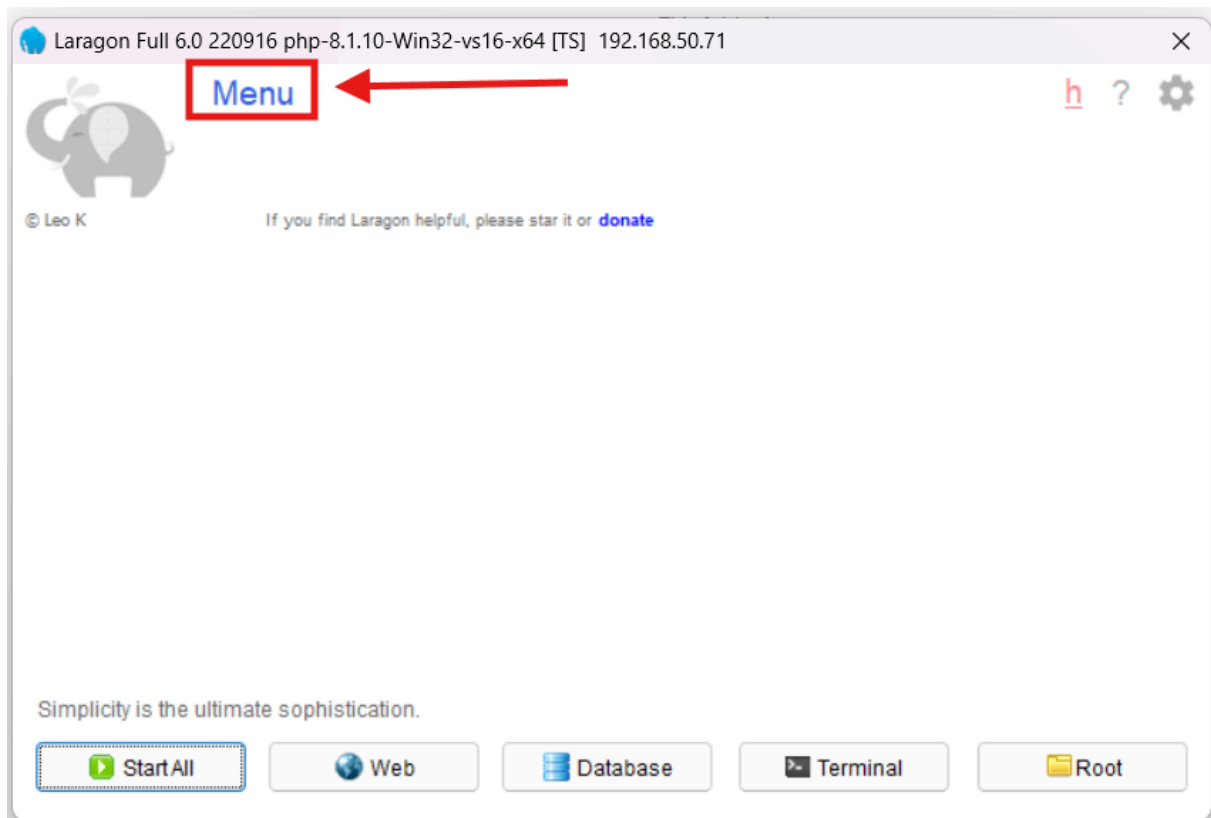 Laragon Full 6.0 220916 php-8.1.10-Win32-vs16-x64 [TS] 192.168.50.71
Menu
h ?
© Leo K If you find Laragon helpful, please star it or donate
Simplicity is the ultimate sophistication.
Start All Web Database Terminal Root